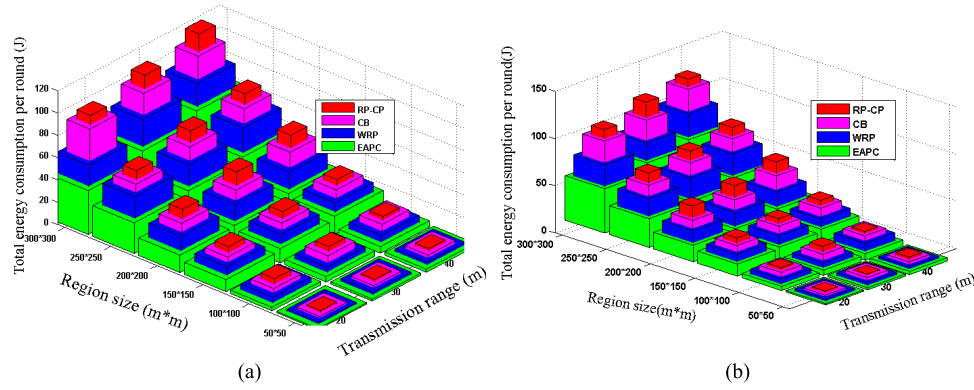 Total energy consumption per round (J)
120
100
80
60
40
20
0
300*300
250*250
200*200
150*150
100*100
50*50
Region size (m*m)
20
30
40
Transmission range (m)
RP-CP
CB
WRP
EAPC
(a)
Total energy consumption per round(J)
150
100
50
0
300*300
250*250
200*200
150*150
100*100
50*50
Region size(m*m)
20
30
40
Transmission range (m)
RP-CP
CB
WRP
EAPC
(b)